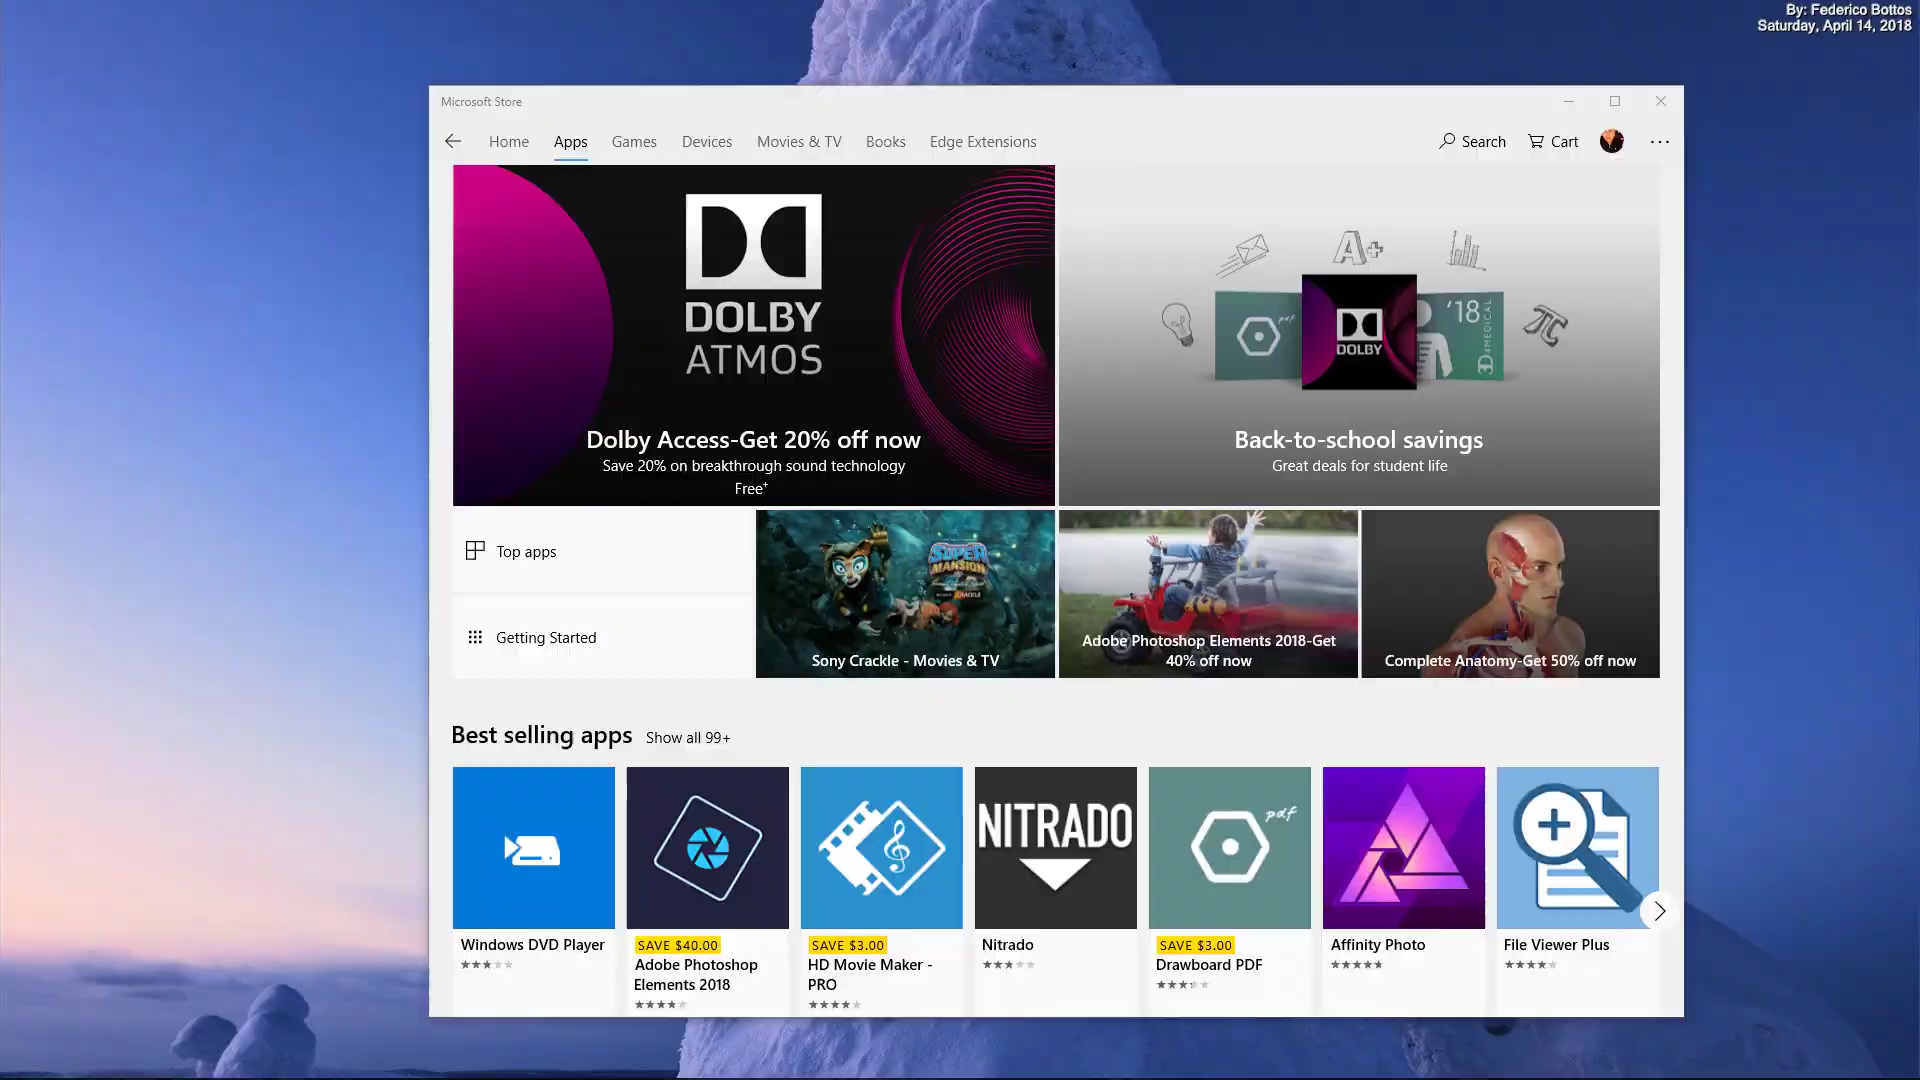 By: Federico Bottos
Saturday, April 14, 2018
Microsoft Store
Home Apps Games Devices Movies & TV Books Edge Extensions Search Cart
DOLBY
ATMOS
Dolby Access-Get 20% off now
Save 20% on breakthrough sound technology
Free+
A+
pdf
DOLBY
'18
3D4MEDICAL
Back-to-school savings
Great deals for student life
Top apps
Getting Started
SUPER
MANSION
CRACKLE
Sony Crackle - Movies & TV
Adobe Photoshop Elements 2018-Get
40% off now
Complete Anatomy-Get 50% off now
Best selling apps Show all 99+
NITRADO
pdf
Windows DVD Player
SAVE $40.00
Adobe Photoshop
Elements 2018
SAVE $3.00
HD Movie Maker -
PRO
Nitrado
SAVE $3.00
Drawboard PDF
Affinity Photo
File Viewer Plus